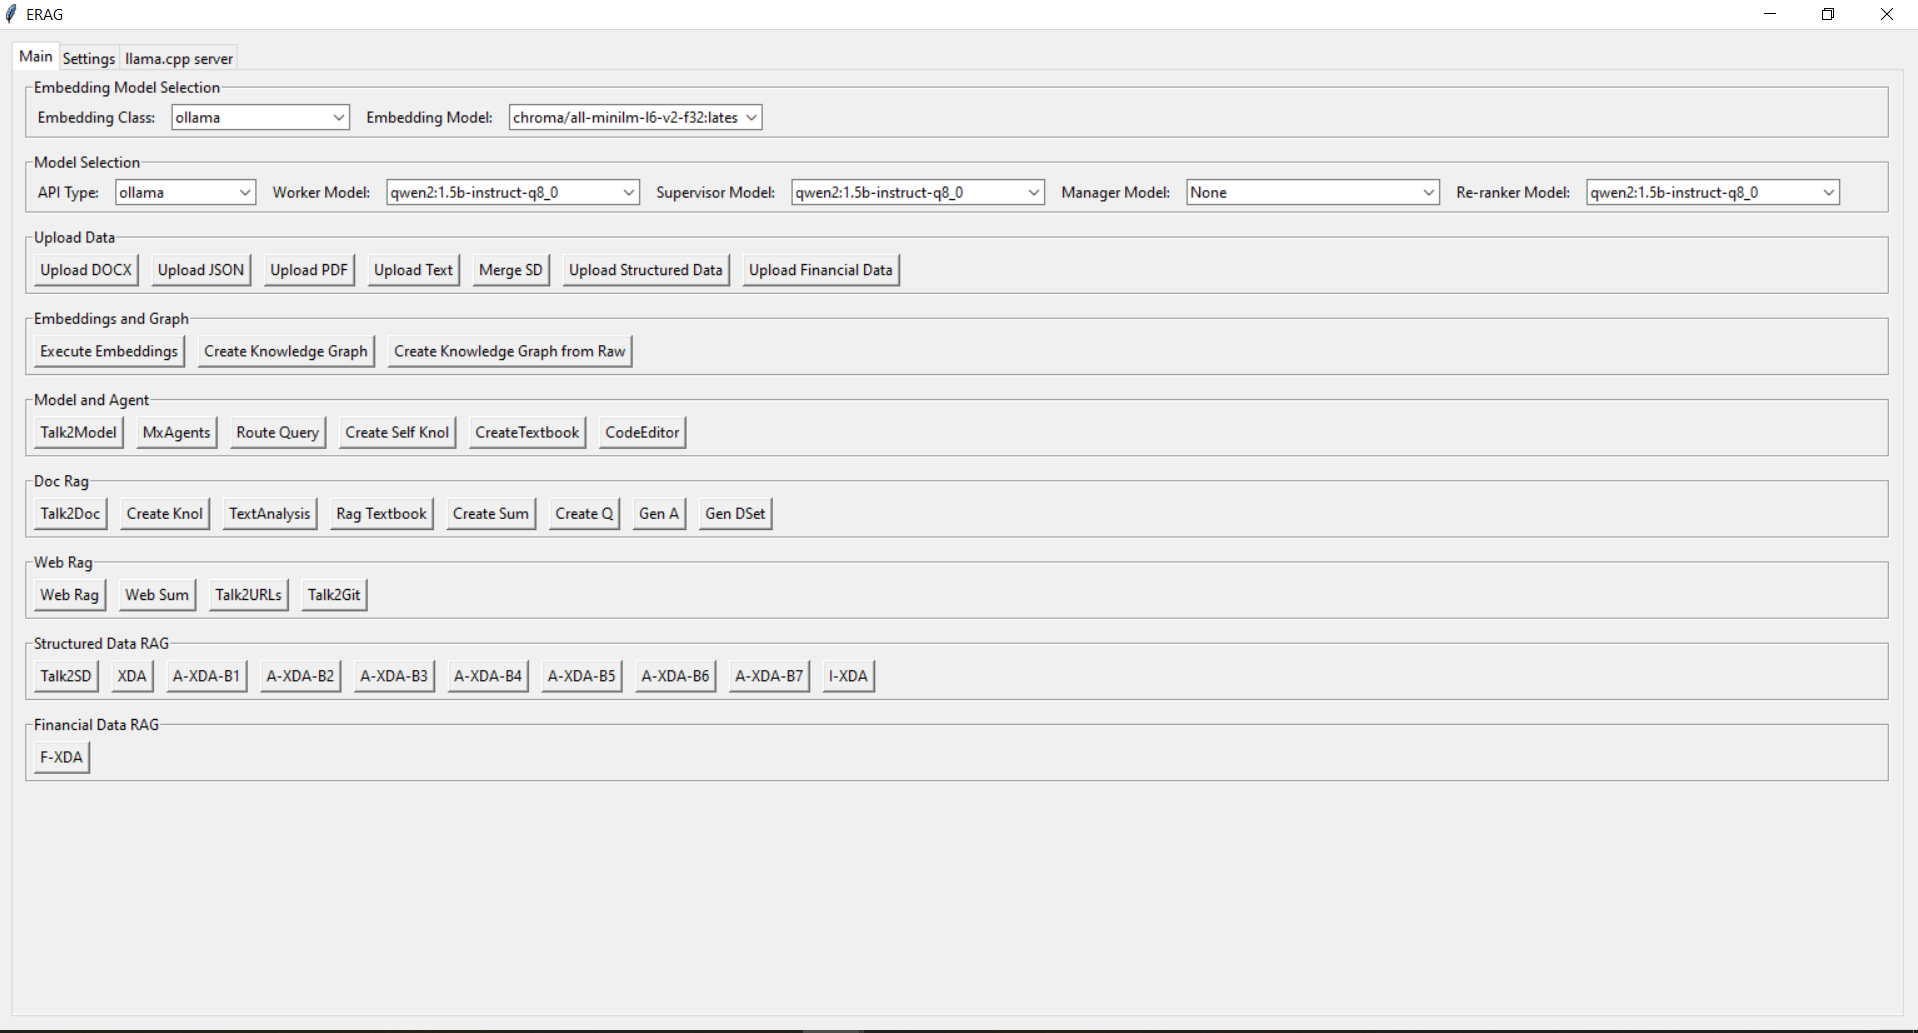 ERAG
Main Settings llama.cpp server
Embedding Model Selection
Embedding Class: ollama Embedding Model: chroma/all-minilm-l6-v2-f32:lates
Model Selection
API Type: ollama Worker Model: qwen2:1.5b-instruct-q8_0 Supervisor Model: qwen2:1.5b-instruct-q8_0 Manager Model: None Re-ranker Model: qwen2:1.5b-instruct-q8_0
Upload Data
Upload DOCX Upload JSON Upload PDF Upload Text Merge SD Upload Structured Data Upload Financial Data
Embeddings and Graph
Execute Embeddings Create Knowledge Graph Create Knowledge Graph from Raw
Model and Agent
Talk2Model MxAgents Route Query Create Self Knol CreateTextbook CodeEditor
Doc Rag
Talk2Doc Create Knol TextAnalysis Rag Textbook Create Sum Create Q Gen A Gen DSet
Web Rag
Web Rag Web Sum Talk2URLs Talk2Git
Structured Data RAG
Talk2SD XDA A-XDA-B1 A-XDA-B2 A-XDA-B3 A-XDA-B4 A-XDA-B5 A-XDA-B6 A-XDA-B7 I-XDA
Financial Data RAG
F-XDA